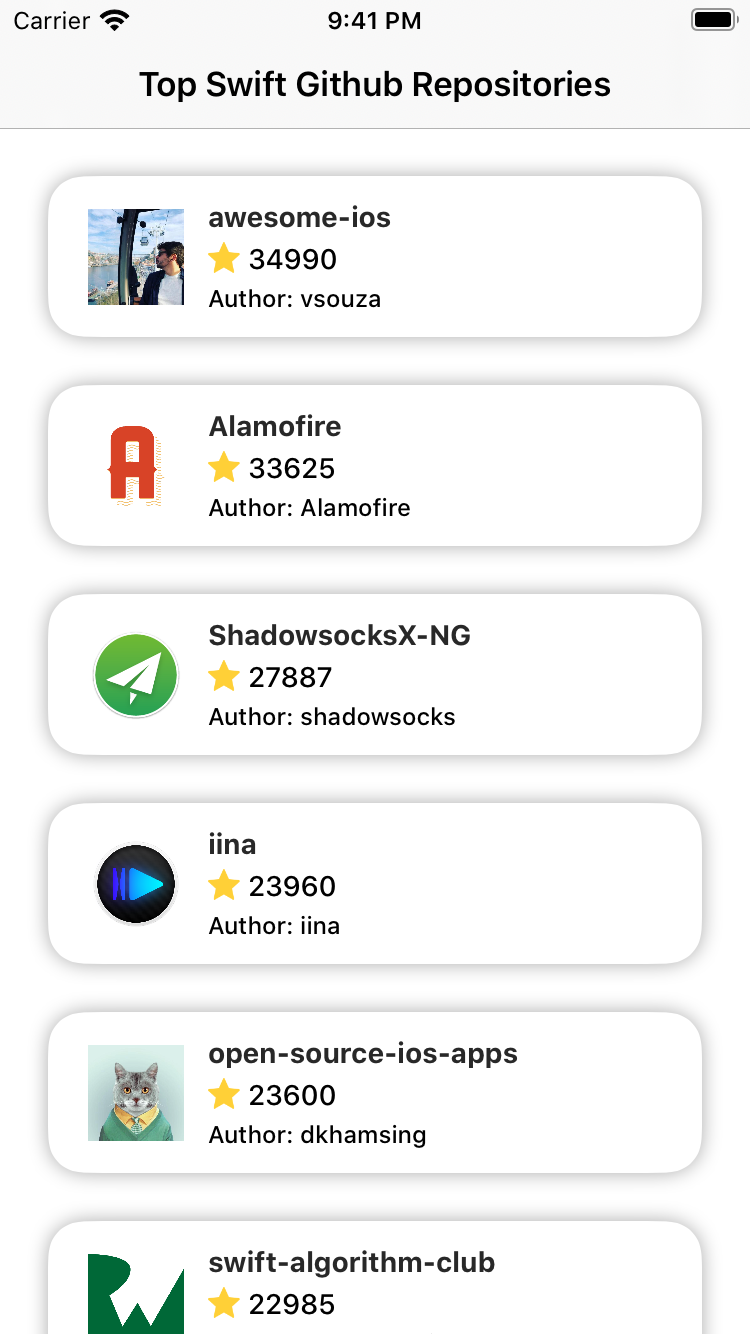 Carrier 9:41 PM
Top Swift Github Repositories
awesome-ios
34990
Author: vsouza
Alamofire
33625
Author: Alamofire
ShadowsocksX-NG
27887
Author: shadowsocks
iina
23960
Author: iina
open-source-ios-apps
23600
Author: dkhamsing
swift-algorithm-club
22985